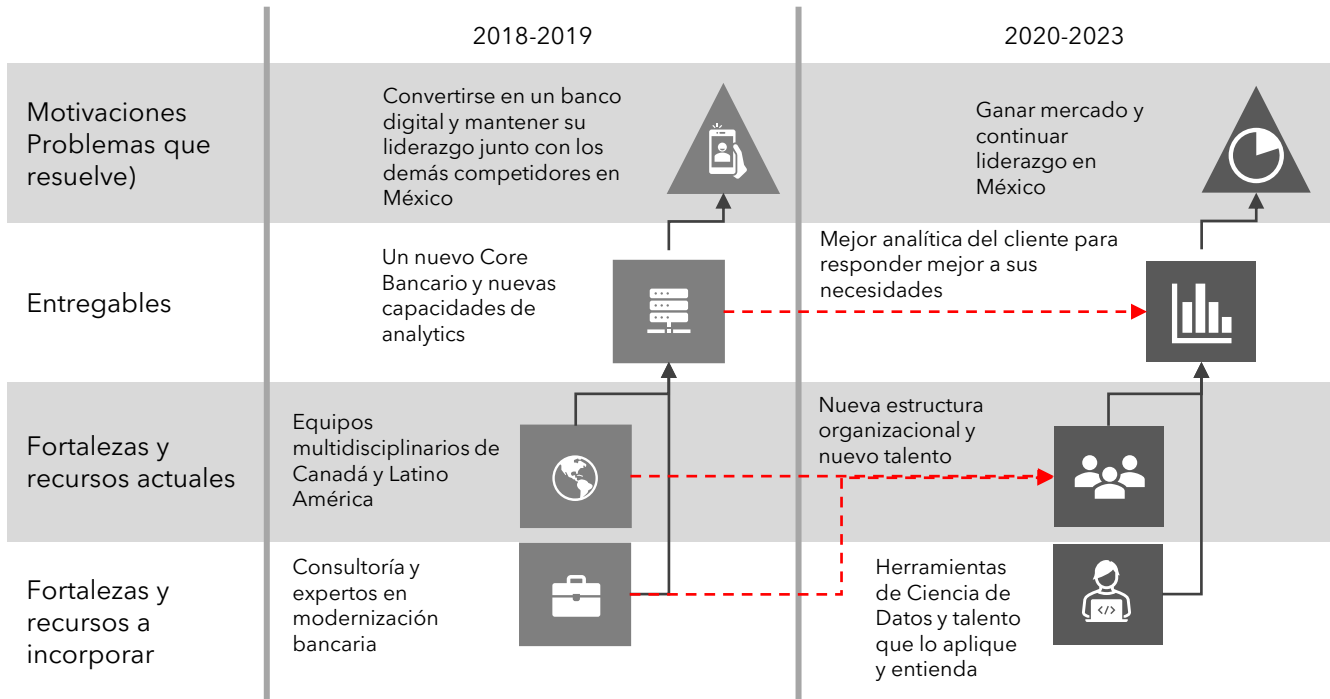 2018-2019
2020-2023
Motivaciones
Problemas que
resuelve)
Convertirse en un banco
digital y mantener su
liderazgo junto con los
demás competidores en
México
Ganar mercado y
continuar
liderazgo en
México
Entregables
Un nuevo Core
Bancario y nuevas
capacidades de
analytics
Mejor analítica del cliente para
responder mejor a sus
necesidades
Fortalezas y
recursos actuales
Equipos
multidisciplinarios de
Canadá y Latino
América
Nueva estructura
organizacional y
nuevo talento
Fortalezas y
recursos a
incorporar
Consultoría y
expertos en
modernización
bancaria
Herramientas
de Ciencia de
Datos y talento
que lo aplique
y entienda